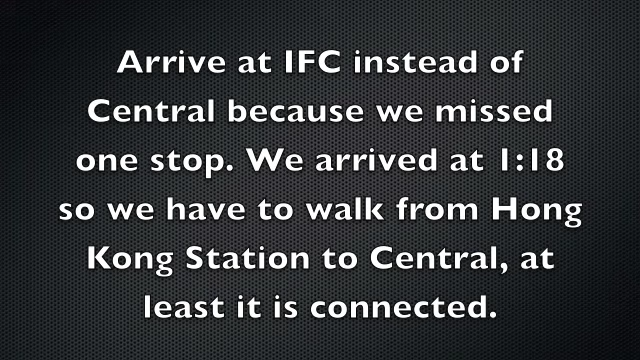 Arrive at IFC instead of
Central because we missed
one stop. We arrived at 1:18
so we have to walk from Hong
Kong Station to Central, at
least it is connected.